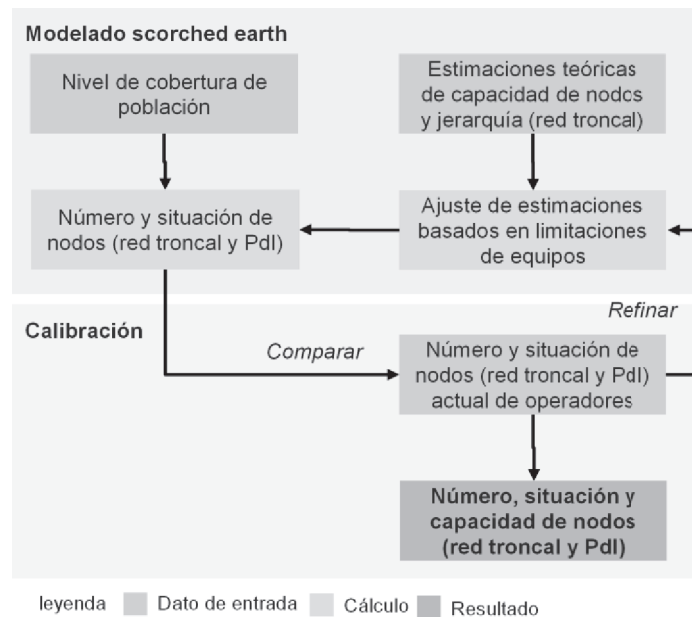 Modelado scorched earth
Nivel de cobertura de
población
Estimaciones teóricas
de capacidad de nodos
y jerarquía (red troncal)
Número y situación de
nodos (red troncal y PdI)
Ajuste de estimaciones
basados en limitaciones
de equipos
Refinar
Calibración
Comparar
Número y situación de
nodos (red troncal y PdI)
actual de operadores
Número, situación y
capacidad de nodos
(red troncal y PdI)
leyenda Dato de entrada Cálculo Resultado